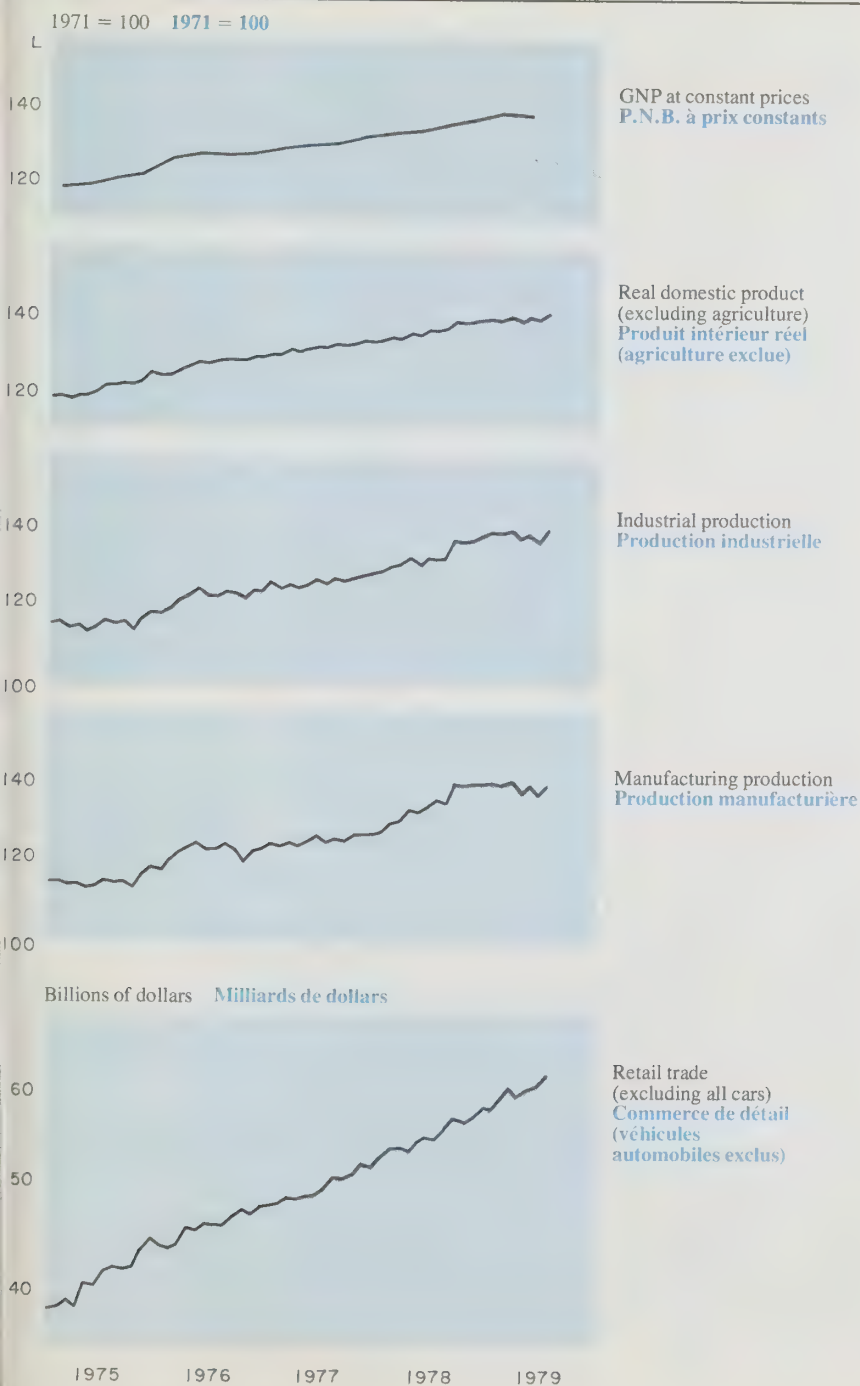 1971 = 100 1971 = 100
L
140
120
GNP at constant prices
P.N.B. à prix constants
140
120
Real domestic product
(excluding agriculture)
Produit intérieur réel
(agriculture exclue)
140
120
100
Industrial production
Production industrielle
140
120
100
Manufacturing production
Production manufacturière
Billions of dollars Milliards de dollars
60
50
40
Retail trade
(excluding all cars)
Commerce de détail
(véhicules
automobiles exclus)
1975 1976 1977 1978 1979